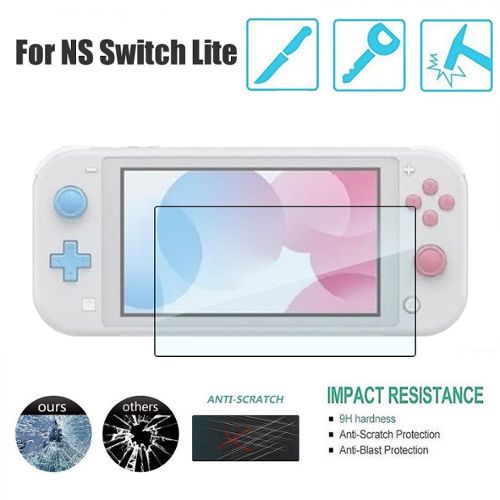 For NS Switch Lite
ours
others
ANTI-SCRATCH
IMPACT RESISTANCE
9H hardness
Anti-Scratch Protection
Anti-Blast Protection